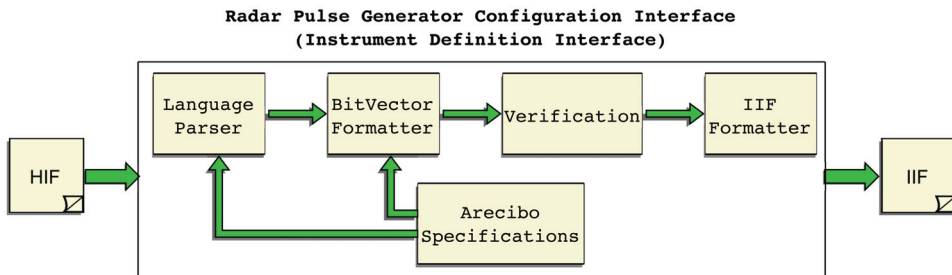 Radar Pulse Generator Configuration Interface
(Instrument Definition Interface)
Language
Parser
BitVector
Formatter
Verification
IIF
Formatter
HIF
IIF
Arecibo
Specifications